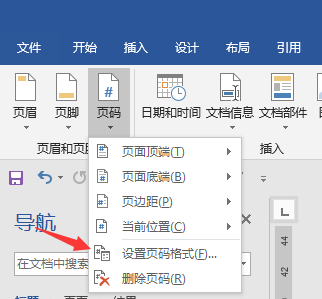 文件 开始 插入 设计 布局 引用
页眉 页脚 页码 日期和时间 文档信息 文档部件
页眉和页 插入
页面顶端(T)
页面底端(B)
页边距(P)
当前位置(C)
设置页码格式(F)...
删除页码(R)
导航
在文档中搜索
44
42